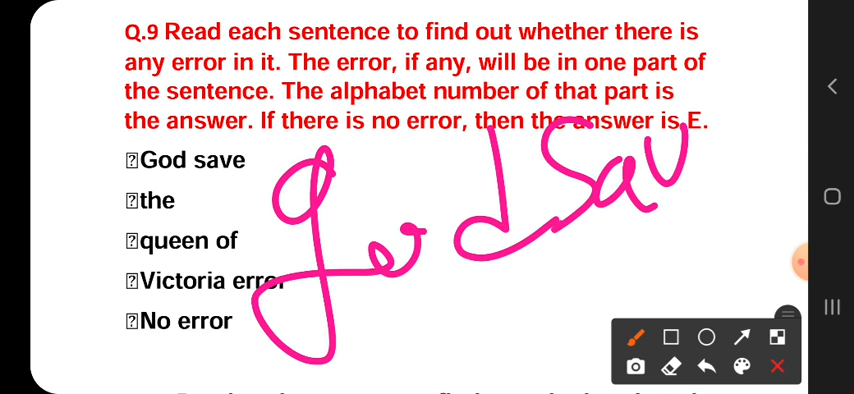 Q.9 Read each sentence to find out whether there is
any error in it. The error, if any, will be in one part of
the sentence. The alphabet number of that part is
the answer. If there is no error, then the answer is E.
God save
the
queen of
Victoria error
No error
god Sav